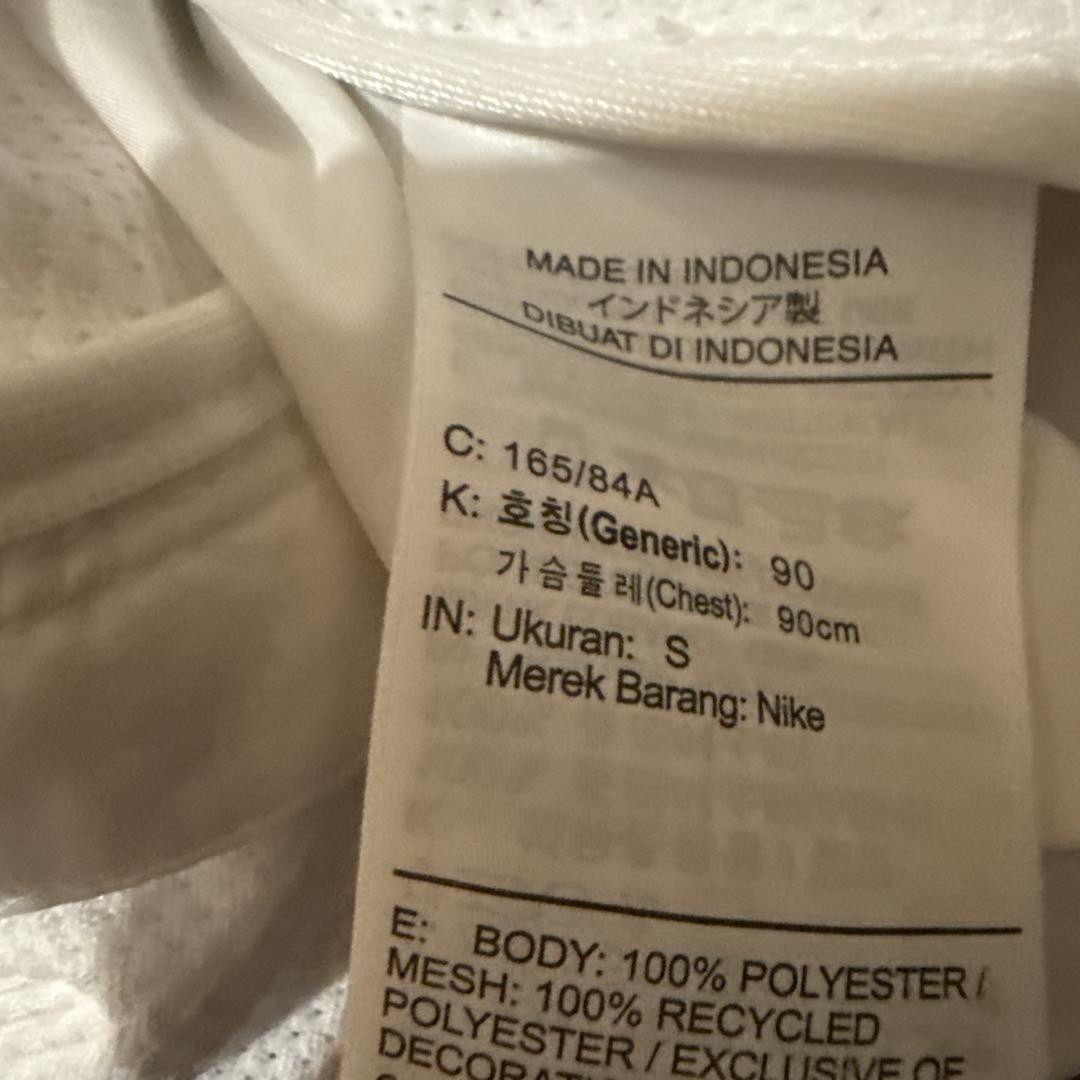 MADE IN INDONESIA
インドネシア製
DIBUAT DI INDONESIA
C: 165/84A
K: 호칭(Generic): 90
가슴둘레(Chest): 90cm
IN: Ukuran: S
Merek Barang: Nike
E: BODY: 100% POLYESTER /
MESH: 100% RECYCLED
POLYESTER / EXCLUSIVE OF